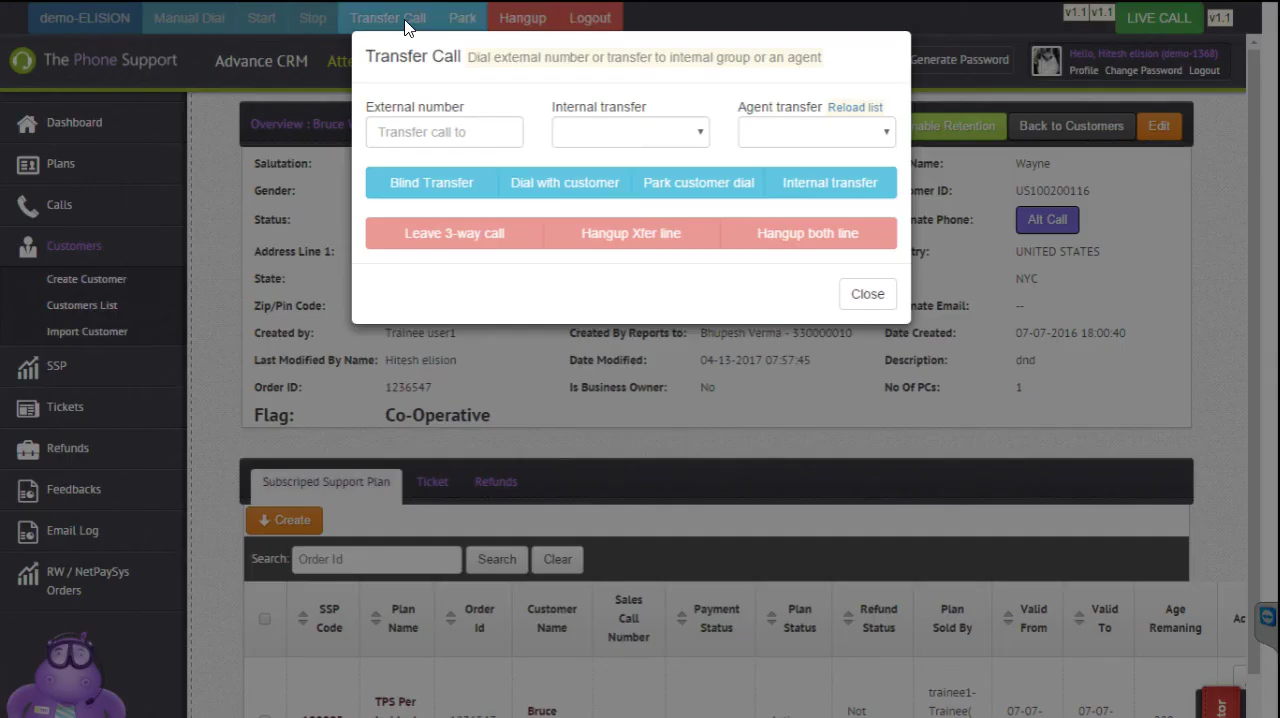 demo-ELISION Manual Dial Start Stop Transfer Call Park Hangup Logout v1.1 v1.1 LIVE CALL v1.1
The Phone Support Advance CRM Generate Password Hello, Hitesh elision (demo-1368)
Profile Change Password Logout
Transfer Call Dial external number or transfer to internal group or an agent
External number Internal transfer Agent transfer Reload list
Transfer call to
Blind Transfer Dial with customer Park customer dial Internal transfer
Leave 3-way call Hangup Xfer line Hangup both line
Close
Dashboard
Plans
Calls
Customers
Create Customer
Customers List
Import Customer
SSP
Tickets
Refunds
Feedbacks
Email Log
RW / NetPaySys
Orders
Overview : Bruce Retention Back to Customers Edit
Salutation: Name: Wayne
Gender: ID: US100200116
Status: Phone: Alt Call
Address Line 1: UNITED STATES
State: NYC
Zip/Pin Code: Email: --
Created by: Trainee user1 Created By Reports to: Bhupesh Verma - 330000010 Date Created: 07-07-2016 18:00:40
Last Modified By Name: Hitesh elision Date Modified: 04-13-2017 07:57:45 Description: dnd
Order ID: 1236547 Is Business Owner: No No Of PCs: 1
Flag: Co-Operative
Subscriped Support Plan Ticket Refunds
Create
Search: Order Id Search Clear
SSP Code Plan Name Order Id Customer Name Sales Call Number Payment Status Plan Status Refund Status Plan Sold By Valid From Valid To Age Remaining
TPS Per Bruce Not trainee1-
Trainee( 07-07- 07-07-